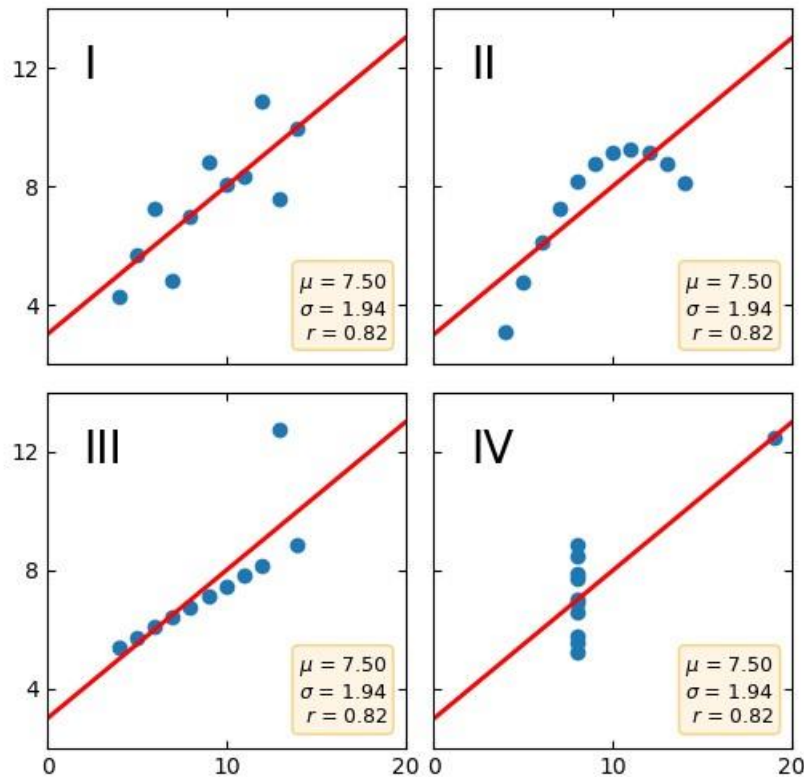 I
II
12
8
4
μ = 7.50
σ = 1.94
r = 0.82
μ = 7.50
σ = 1.94
r = 0.82
III
IV
12
8
4
μ = 7.50
σ = 1.94
r = 0.82
μ = 7.50
σ = 1.94
r = 0.82
0
10
20
0
10
20